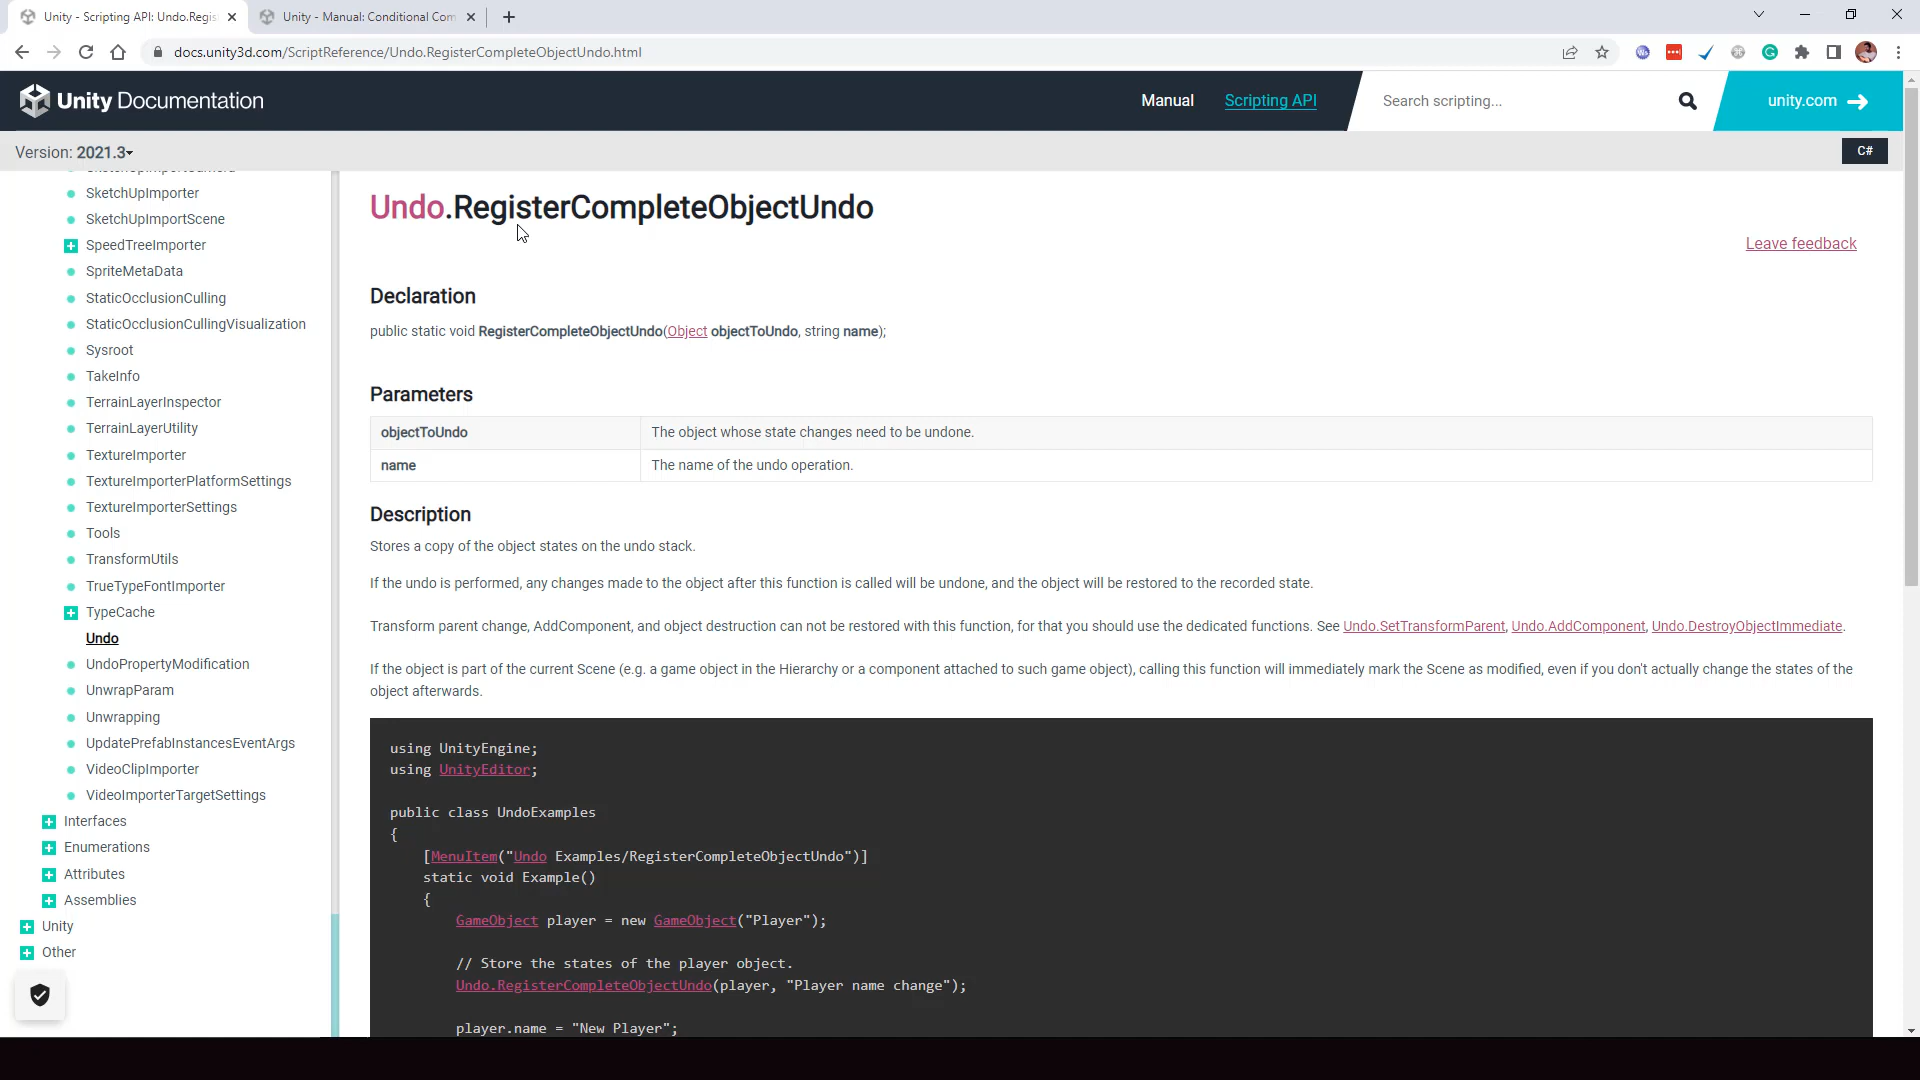 Unity - Scripting API: Undo.Regis
Unity - Manual: Conditional Com
docs.unity3d.com/ScriptReference/Undo.RegisterCompleteObjectUndo.html
Unity Documentation
Manual
Scripting API
Search scripting...
unity.com
Version: 2021.3
C#
SketchUpImporter
SketchUpImportScene
SpeedTreeImporter
SpriteMetaData
StaticOcclusionCulling
StaticOcclusionCullingVisualization
Sysroot
TakeInfo
TerrainLayerInspector
TerrainLayerUtility
TextureImporter
TextureImporterPlatformSettings
TextureImporterSettings
Tools
TransformUtils
TrueTypeFontImporter
TypeCache
Undo
UndoPropertyModification
UnwrapParam
Unwrapping
UpdatePrefabInstancesEventArgs
VideoClipImporter
VideoImporterTargetSettings
Interfaces
Enumerations
Attributes
Assemblies
Unity
Other
Undo.RegisterCompleteObjectUndo
Leave feedback
Declaration
public static void RegisterCompleteObjectUndo(Object objectToUndo, string name);
Parameters
objectToUndo The object whose state changes need to be undone.
name The name of the undo operation.
Description
Stores a copy of the object states on the undo stack.
If the undo is performed, any changes made to the object after this function is called will be undone, and the object will be restored to the recorded state.
Transform parent change, AddComponent, and object destruction can not be restored with this function, for that you should use the dedicated functions. See Undo.SetTransformParent, Undo.AddComponent, Undo.DestroyObjectImmediate.
If the object is part of the current Scene (e.g. a game object in the Hierarchy or a component attached to such game object), calling this function will immediately mark the Scene as modified, even if you don't actually change the states of the
object afterwards.
using UnityEngine;
using UnityEditor;
public class UndoExamples
{
[MenuItem("Undo Examples/RegisterCompleteObjectUndo")]
static void Example()
{
GameObject player = new GameObject("Player");
// Store the states of the player object.
Undo.RegisterCompleteObjectUndo(player, "Player name change");
player.name = "New Player";